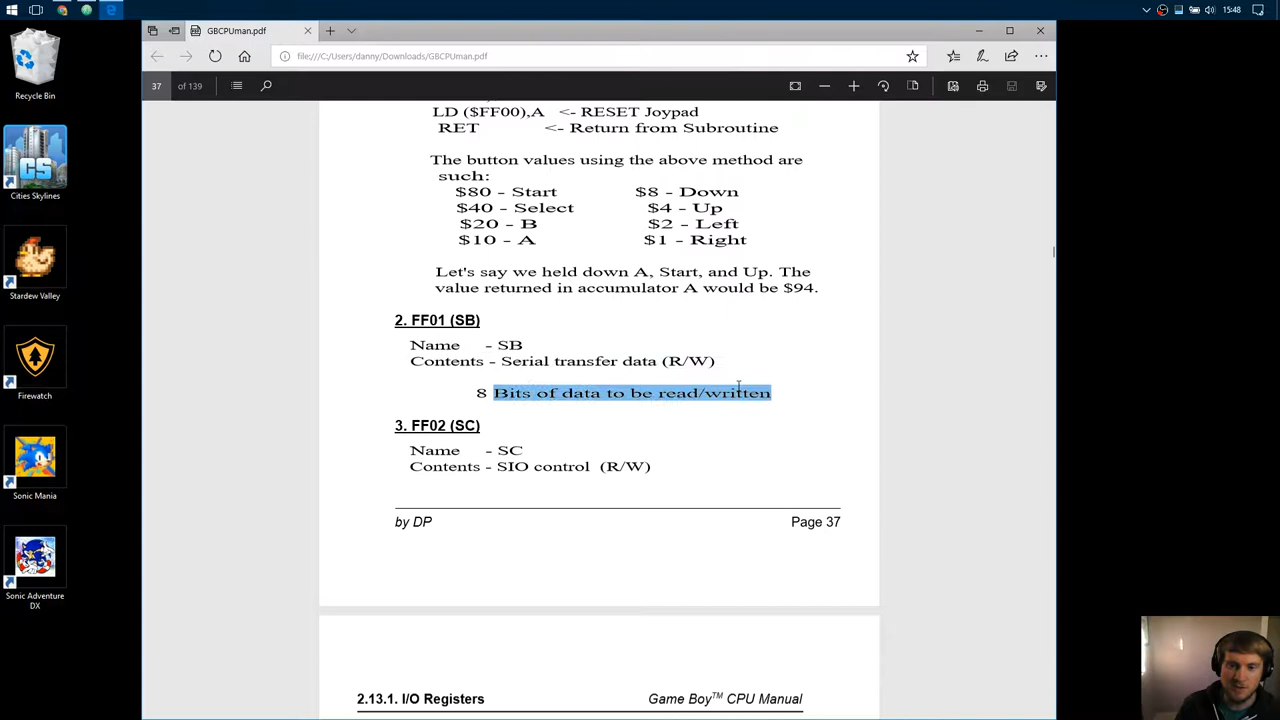 15:48
GBCPUman.pdf
file:///C:/Users/danny/Downloads/GBCPUman.pdf
37 of 139
Recycle Bin
Cities Skylines
Stardew Valley
Firewatch
Sonic Mania
Sonic Adventure
DX
CS
LD ($FF00),A <- RESET Joypad
RET <- Return from Subroutine
The button values using the above method are
such:
$80 - Start $8 - Down
$40 - Select $4 - Up
$20 - B $2 - Left
$10 - A $1 - Right
Let's say we held down A, Start, and Up. The
value returned in accumulator A would be $94.
2. FF01 (SB)
Name - SB
Contents - Serial transfer data (R/W)
8 Bits of data to be read/written
3. FF02 (SC)
Name - SC
Contents - SIO control (R/W)
by DP Page 37
2.13.1. I/O Registers Game Boy™ CPU Manual